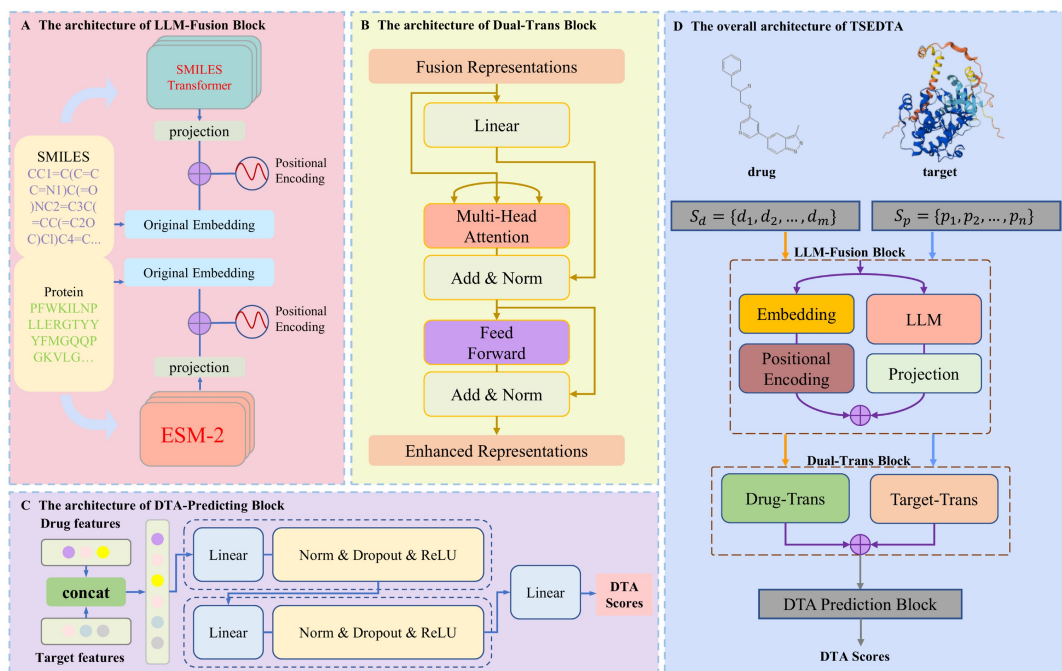 A The architecture of LLM-Fusion Block
SMILES
Transformer
projection
Positional
Encoding
SMILES
CC1=C(C=C
C=N1)C(=O
)NC2=C3C(
=CC(=C2O
C)Cl)C4=C...
Original Embedding
Original Embedding
Protein
PFWKILNP
LLERGTYY
YFMGQQP
GKVLG...
Positional
Encoding
projection
ESM-2
B The architecture of Dual-Trans Block
Fusion Representations
Linear
Multi-Head
Attention
Add & Norm
Feed
Forward
Add & Norm
Enhanced Representations
C The architecture of DTA-Predicting Block
Drug features
concat
Target features
Linear
Norm & Dropout & ReLU
Linear
Norm & Dropout & ReLU
Linear
DTA
Scores
D The overall architecture of TSEDTA
drug
target
S_d = {d_1, d_2, ..., d_m}
S_p = {p_1, p_2, ..., p_n}
LLM-Fusion Block
Embedding
LLM
Positional
Encoding
Projection
Dual-Trans Block
Drug-Trans
Target-Trans
DTA Prediction Block
DTA Scores